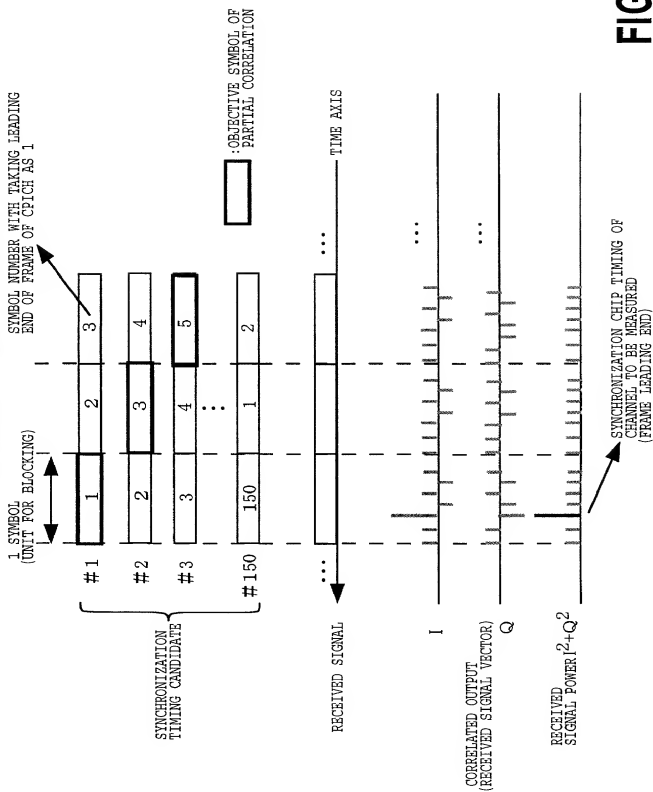 SYMBOL NUMBER WITH TAKING LEADING
END OF FRAME OF CPICH AS 1
1 SYMBOL
(UNIT FOR BLOCKING)
:OBJECTIVE SYMBOL OF
PARTIAL CORRELATION
SYNCHRONIZATION
TIMING CANDIDATE
#1 1 2 3
#2 2 3 4
#3 3 4 5
...
#150 150 1 2
RECEIVED SIGNAL ... ... TIME AXIS
I ...
CORRELATED OUTPUT
(RECEIVED SIGNAL VECTOR)
Q ...
RECEIVED
SIGNAL POWER I²+Q²
SYNCHRONIZATION CHIP TIMING OF
CHANNEL TO BE MEASURED
(FRAME LEADING END)